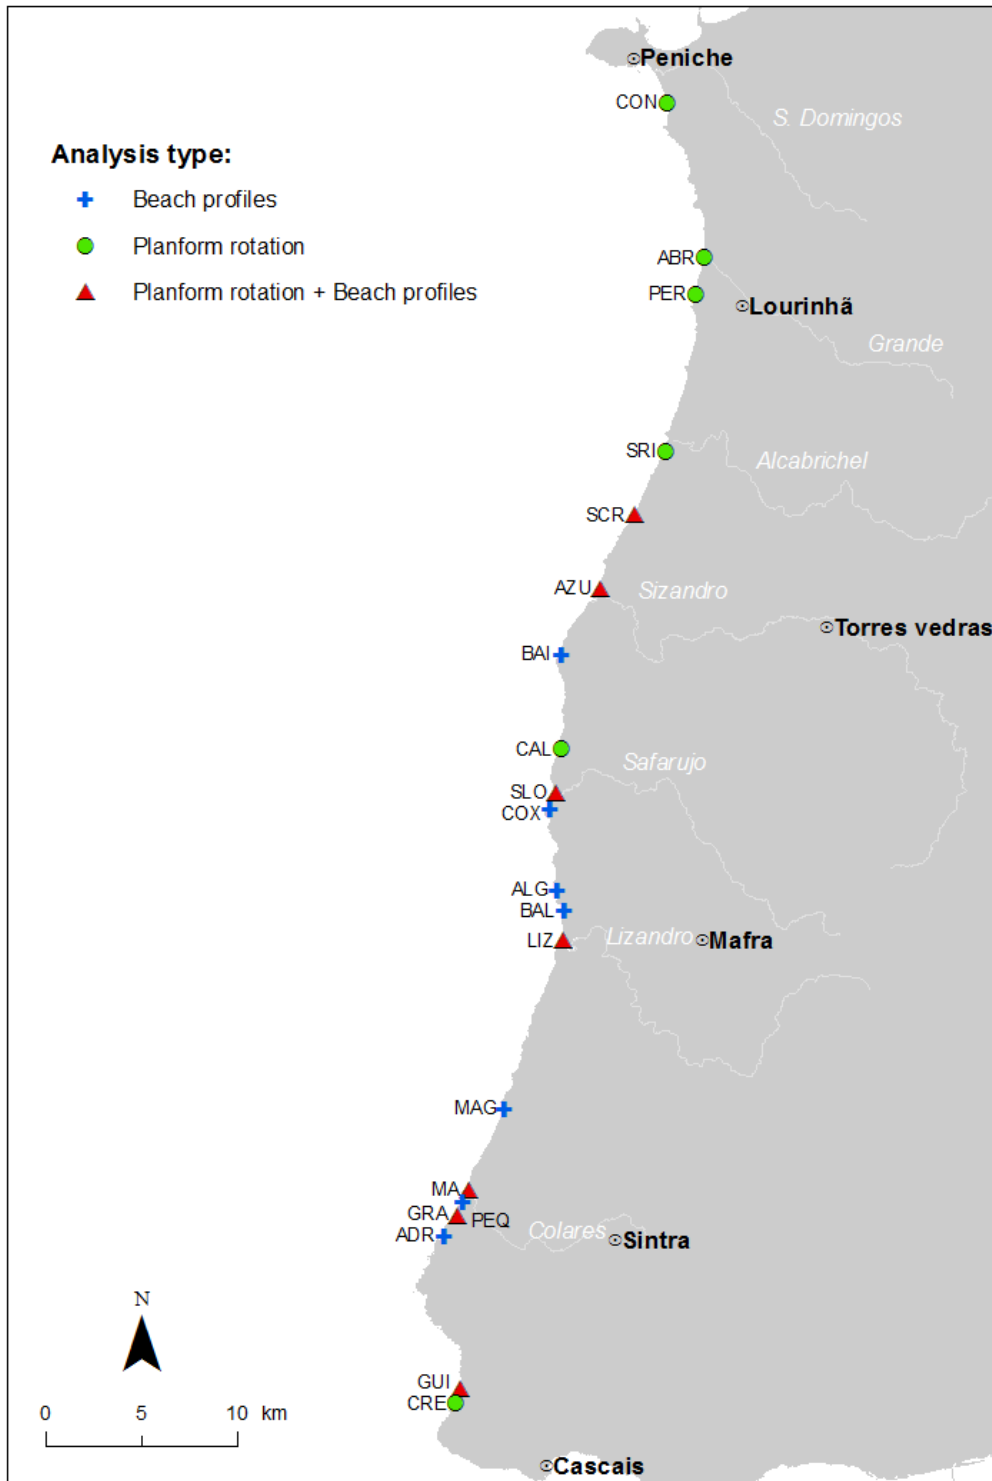 Peniche
CON
S. Domingos
Analysis type:
Beach profiles
Planform rotation
Planform rotation + Beach profiles
ABR
PER
Lourinhã
Grande
SRI
Alcabrichel
SCR
AZU
Sizandro
Torres vedras
BAI
CAL
Safarujo
SLO
COX
ALG
BAL
LIZ
Lizandro
Mafra
MAG
MA
GRA
PEQ
ADR
Colares
Sintra
N
GUI
CRE
0 5 10 km
Cascais